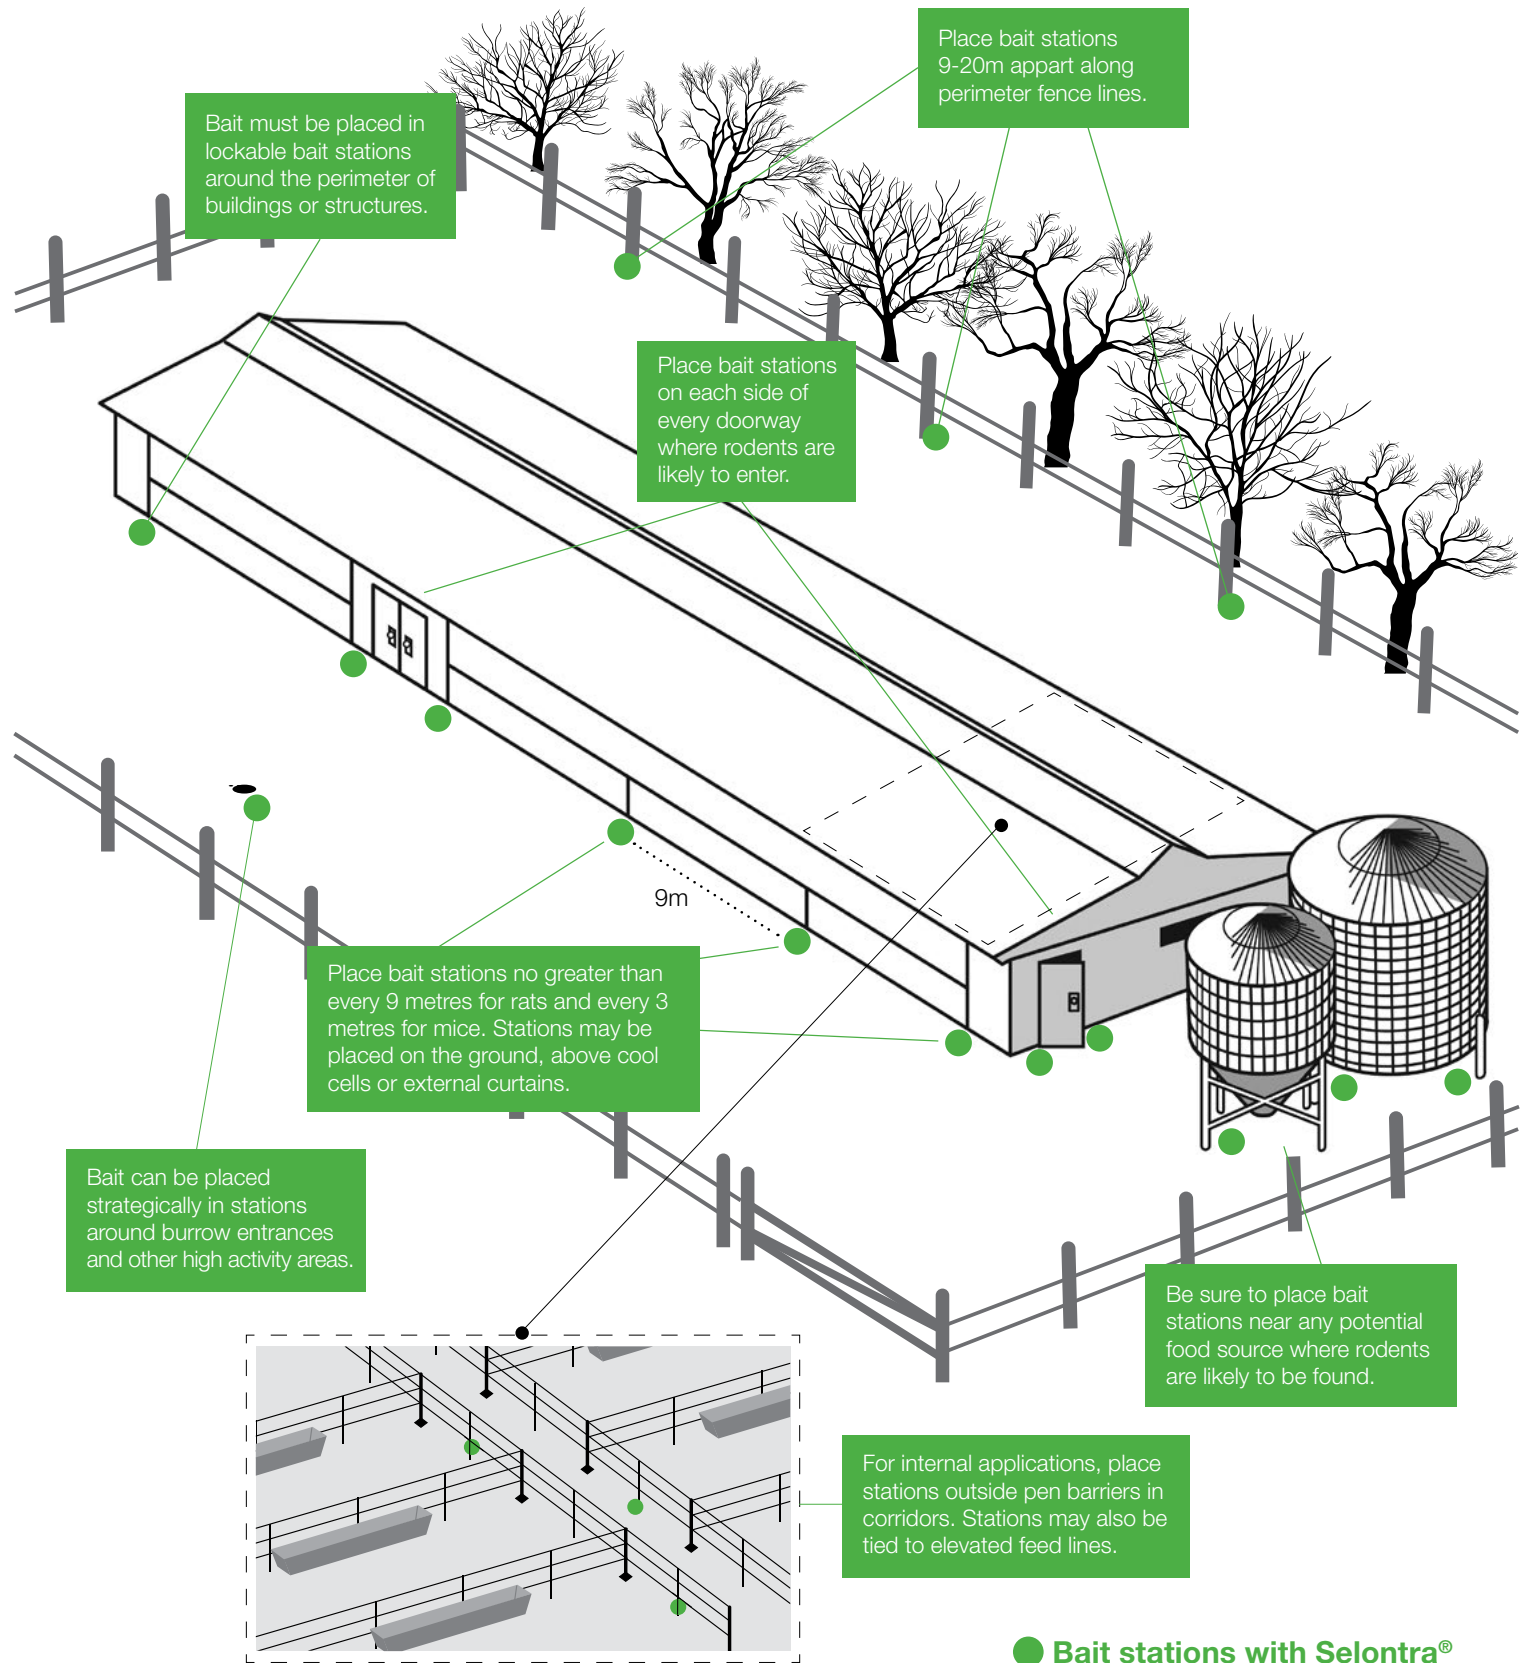 Place bait stations
9-20m appart along
perimeter fence lines.
Bait must be placed in
lockable bait stations
around the perimeter of
buildings or structures.
Place bait stations
on each side of
every doorway
where rodents are
likely to enter.
9m
Place bait stations no greater than
every 9 metres for rats and every 3
metres for mice. Stations may be
placed on the ground, above cool
cells or external curtains.
Bait can be placed
strategically in stations
around burrow entrances
and other high activity areas.
Be sure to place bait
stations near any potential
food source where rodents
are likely to be found.
For internal applications, place
stations outside pen barriers in
corridors. Stations may also be
tied to elevated feed lines.
Bait stations with Selontra®